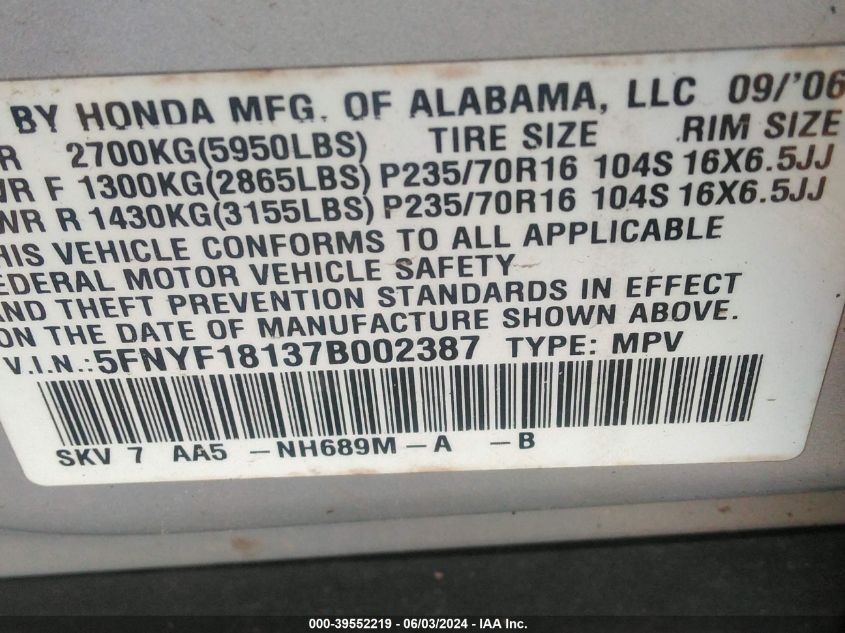 BY HONDA MFG. OF ALABAMA, LLC 09/'06
R 2700KG(5950LBS) TIRE SIZE RIM SIZE
WR F 1300KG(2865LBS) P235/70R16 104S 16X6.5JJ
WR R 1430KG(3155LBS) P235/70R16 104S 16X6.5JJ
HIS VEHICLE CONFORMS TO ALL APPLICABLE
EDERAL MOTOR VEHICLE SAFETY
AND THEFT PREVENTION STANDARDS IN EFFECT
ON THE DATE OF MANUFACTURE SHOWN ABOVE.
V.I.N.:5FNYF18137B002387 TYPE: MPV
SKV 7 AA5 -NH689M-A -B
000-39552219 - 06/03/2024 - IAA Inc.